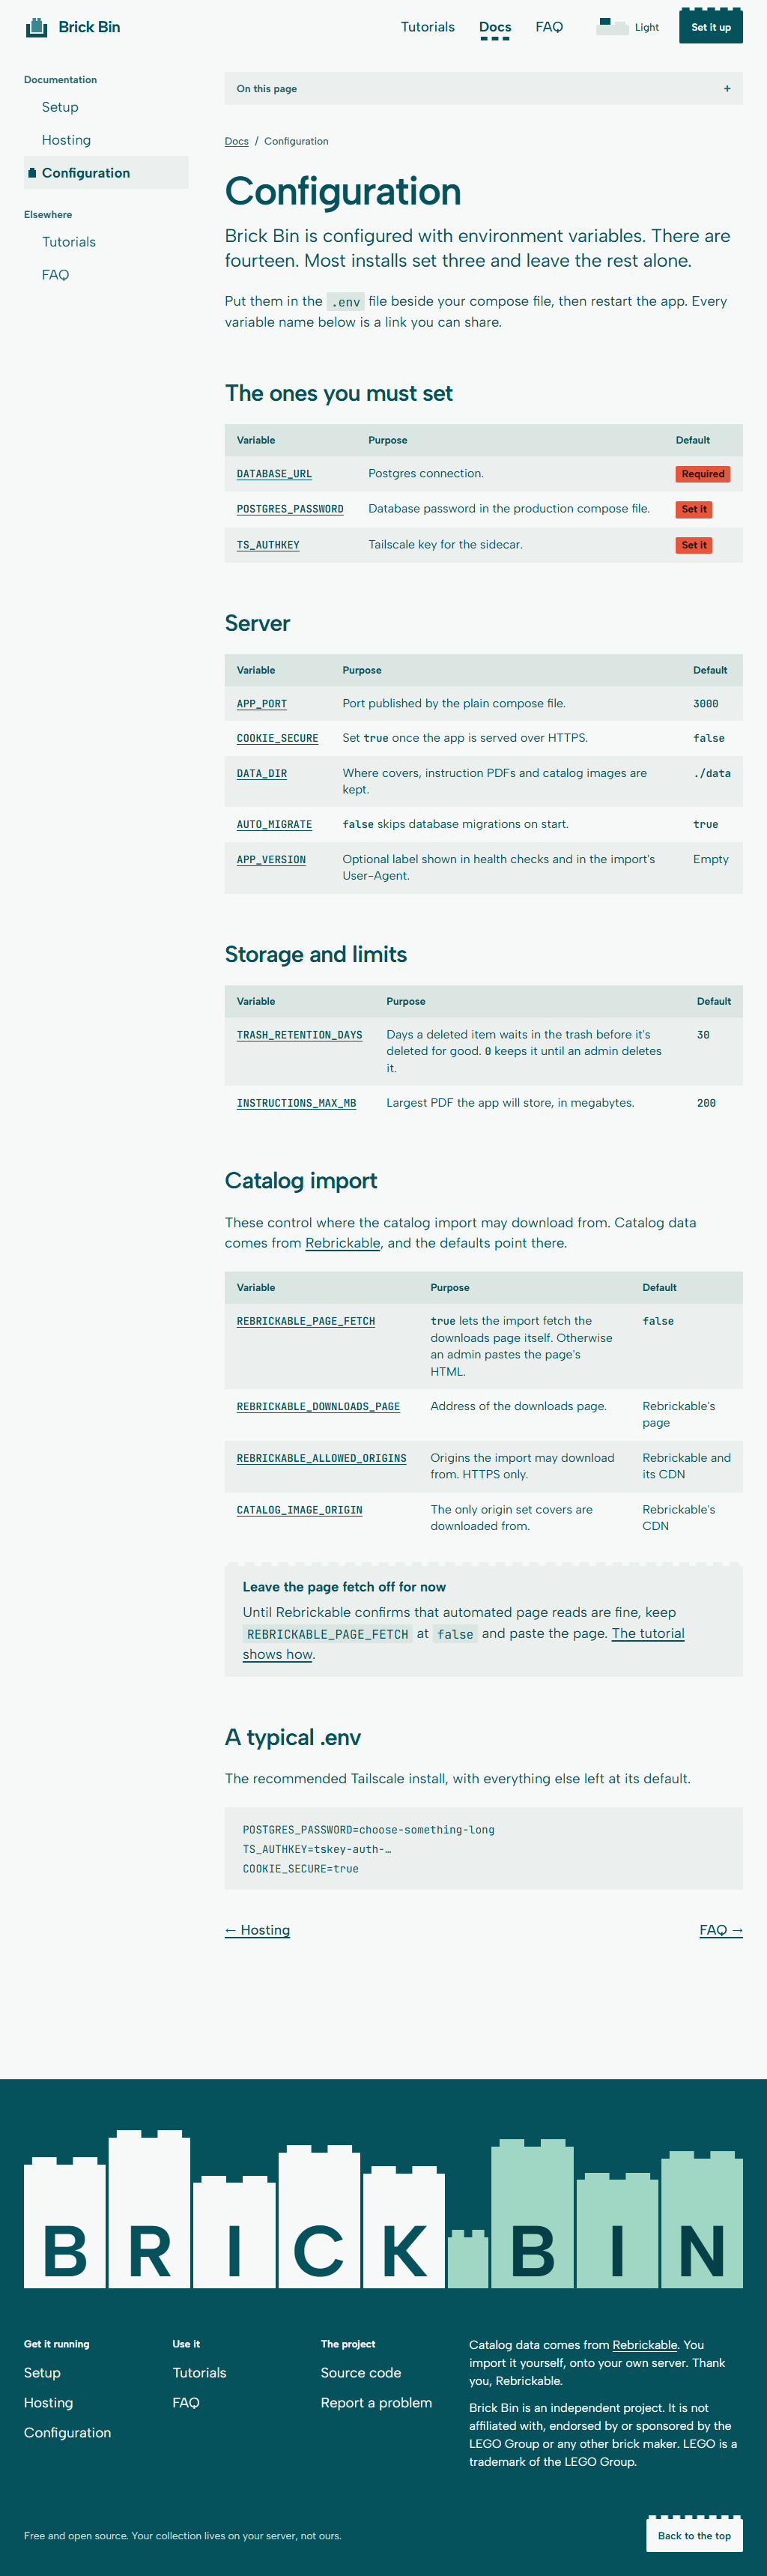 Brick Bin
Tutorials Docs FAQ Light Set it up
Documentation
Setup
Hosting
Configuration
Elsewhere
Tutorials
FAQ
On this page +
Docs / Configuration
Configuration
Brick Bin is configured with environment variables. There are
fourteen. Most installs set three and leave the rest alone.
Put them in the .env file beside your compose file, then restart the app. Every
variable name below is a link you can share.
The ones you must set
Variable Purpose Default
DATABASE_URL Postgres connection. Required
POSTGRES_PASSWORD Database password in the production compose file. Set it
TS_AUTHKEY Tailscale key for the sidecar. Set it
Server
Variable Purpose Default
APP_PORT Port published by the plain compose file. 3000
COOKIE_SECURE Set true once the app is served over HTTPS. false
DATA_DIR Where covers, instruction PDFs and catalog images are ./data
kept.
AUTO_MIGRATE false skips database migrations on start. true
APP_VERSION Optional label shown in health checks and in the import's Empty
User-Agent.
Storage and limits
Variable Purpose Default
TRASH_RETENTION_DAYS Days a deleted item waits in the trash before it's 30
deleted for good. 0 keeps it until an admin deletes
it.
INSTRUCTIONS_MAX_MB Largest PDF the app will store, in megabytes. 200
Catalog import
These control where the catalog import may download from. Catalog data
comes from Rebrickable, and the defaults point there.
Variable Purpose Default
REBRICKABLE_PAGE_FETCH true lets the import fetch the false
downloads page itself. Otherwise
an admin pastes the page's
HTML.
REBRICKABLE_DOWNLOADS_PAGE Address of the downloads page. Rebrickable's
page
REBRICKABLE_ALLOWED_ORIGINS Origins the import may download Rebrickable and
from. HTTPS only. its CDN
CATALOG_IMAGE_ORIGIN The only origin set covers are Rebrickable's
downloaded from. CDN
Leave the page fetch off for now
Until Rebrickable confirms that automated page reads are fine, keep
REBRICKABLE_PAGE_FETCH at false and paste the page. The tutorial
shows how.
A typical .env
The recommended Tailscale install, with everything else left at its default.
POSTGRES_PASSWORD=choose-something-long
TS_AUTHKEY=tskey-auth-…
COOKIE_SECURE=true
← Hosting FAQ →
BRICK BIN
Get it running
Setup
Hosting
Configuration
Use it
Tutorials
FAQ
The project
Source code
Report a problem
Catalog data comes from Rebrickable. You
import it yourself, onto your own server. Thank
you, Rebrickable.
Brick Bin is an independent project. It is not
affiliated with, endorsed by or sponsored by the
LEGO Group or any other brick maker. LEGO is a
trademark of the LEGO Group.
Free and open source. Your collection lives on your server, not ours.
Back to the top